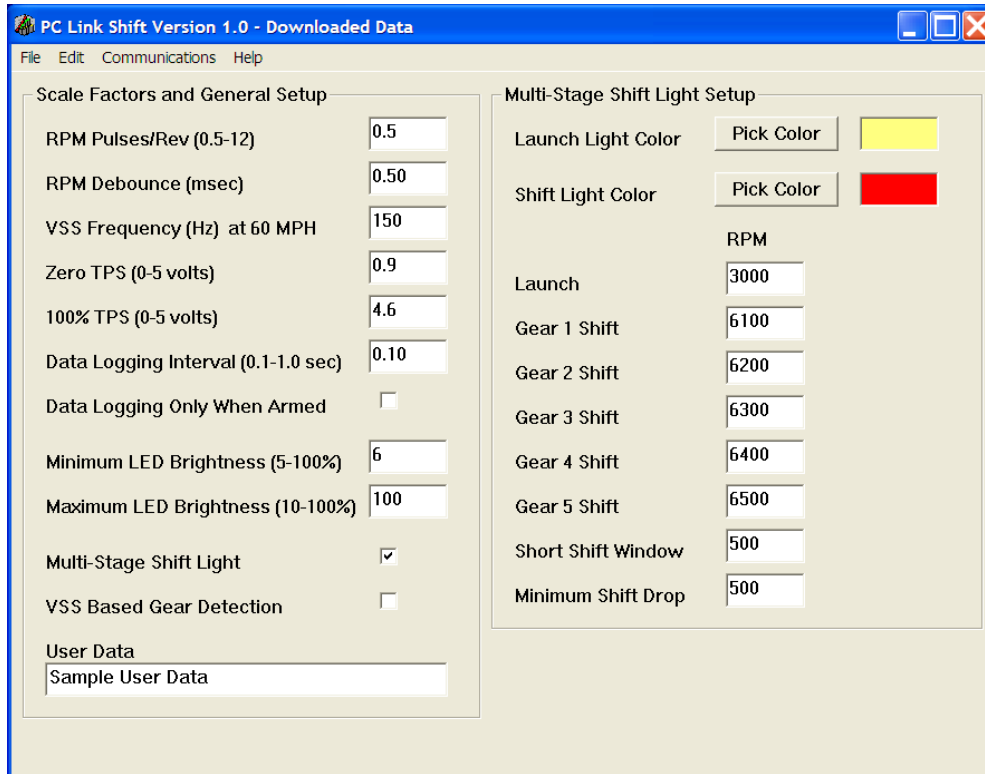 PC Link Shift Version 1.0 - Downloaded Data
File Edit Communications Help
Scale Factors and General Setup
RPM Pulses/Rev (0.5-12) 0.5
RPM Debounce (msec) 0.50
VSS Frequency (Hz) at 60 MPH 150
Zero TPS (0-5 volts) 0.9
100% TPS (0-5 volts) 4.6
Data Logging Interval (0.1-1.0 sec) 0.10
Data Logging Only When Armed
Minimum LED Brightness (5-100%) 6
Maximum LED Brightness (10-100%) 100
Multi-Stage Shift Light
VSS Based Gear Detection
User Data
Sample User Data
Multi-Stage Shift Light Setup
Launch Light Color Pick Color
Shift Light Color Pick Color
RPM
Launch 3000
Gear 1 Shift 6100
Gear 2 Shift 6200
Gear 3 Shift 6300
Gear 4 Shift 6400
Gear 5 Shift 6500
Short Shift Window 500
Minimum Shift Drop 500